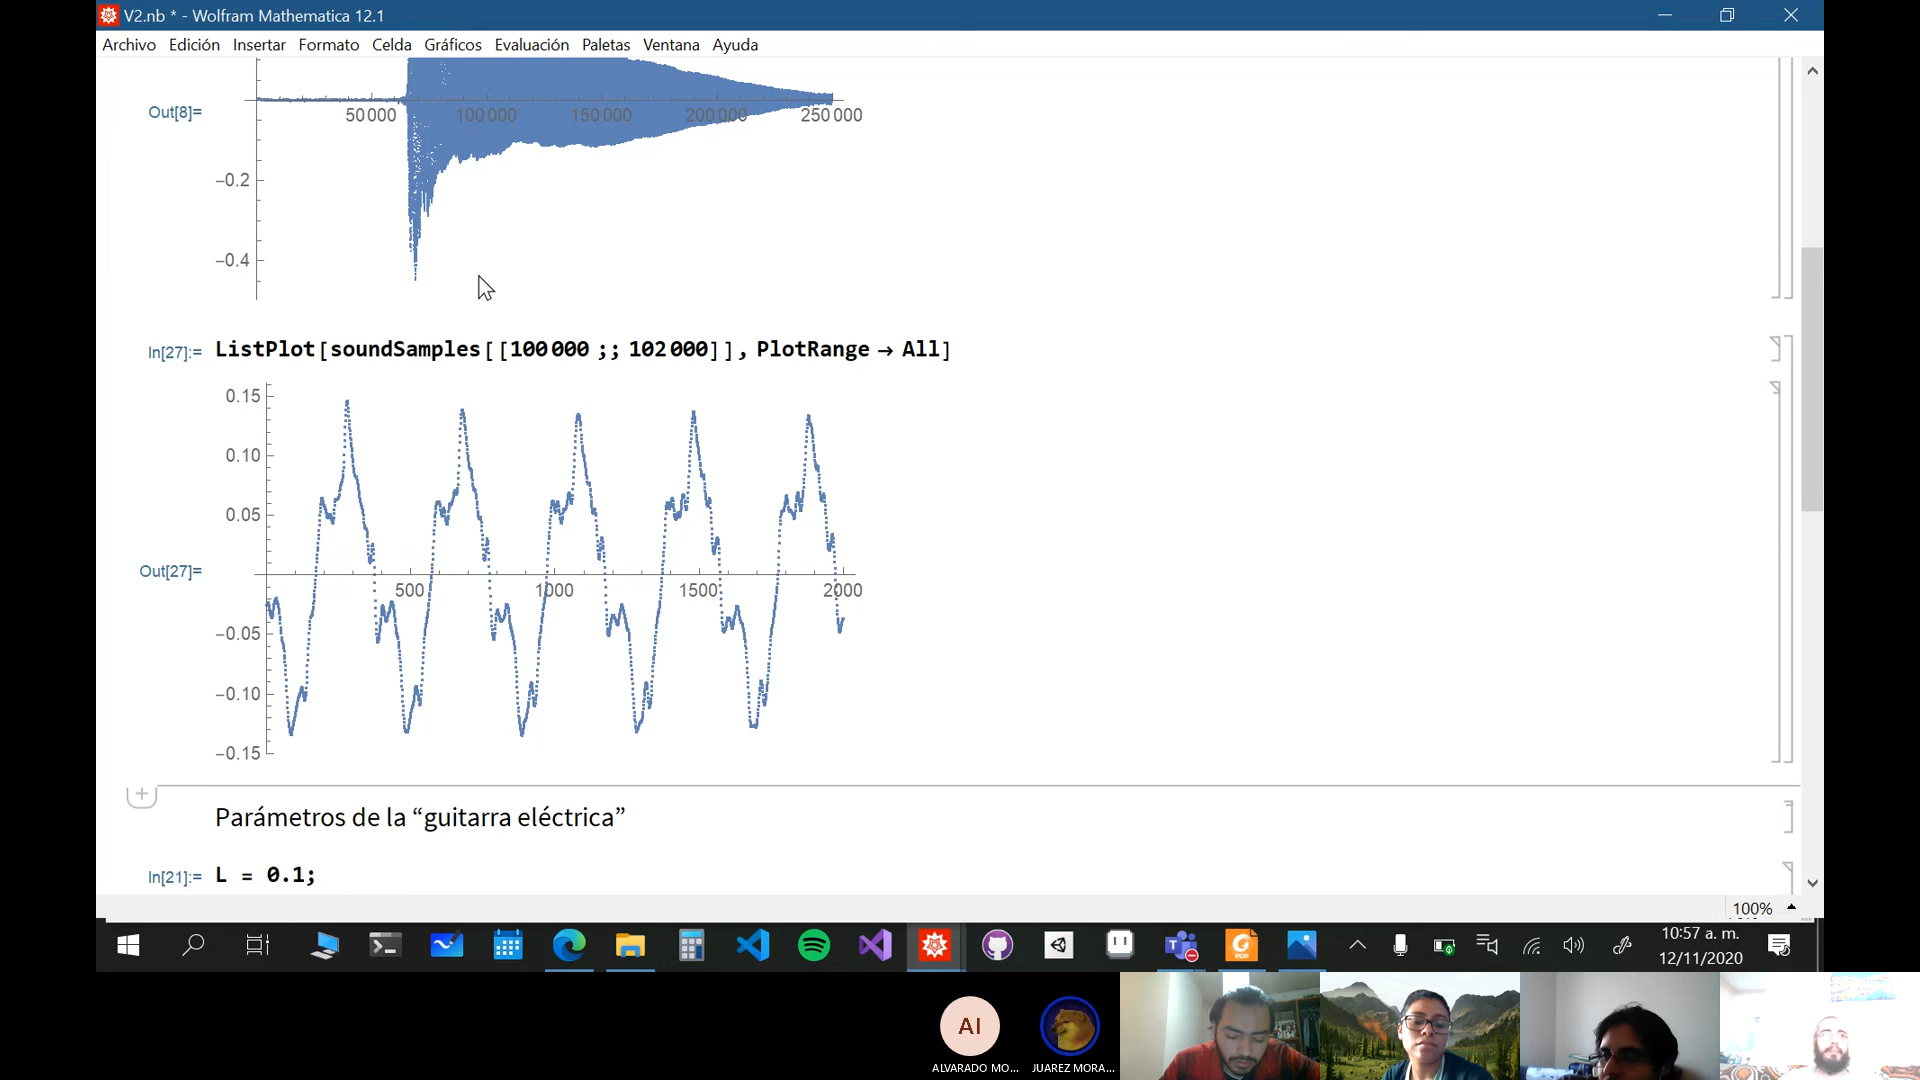 V2.nb * - Wolfram Mathematica 12.1
Archivo Edición Insertar Formato Celda Gráficos Evaluación Paletas Ventana Ayuda
Out[8]=
50000 100000 150000 200000 250000
-0.2
-0.4
In[27]:= ListPlot[soundSamples[[100000 ;; 102000]], PlotRange → All]
0.15
0.10
0.05
Out[27]=
500 1000 1500 2000
-0.05
-0.10
-0.15
Parámetros de la “guitarra eléctrica”
In[21]:= L = 0.1;
100%
10:57 a. m.
12/11/2020
AI
ALVARADO MO... JUAREZ MORA...